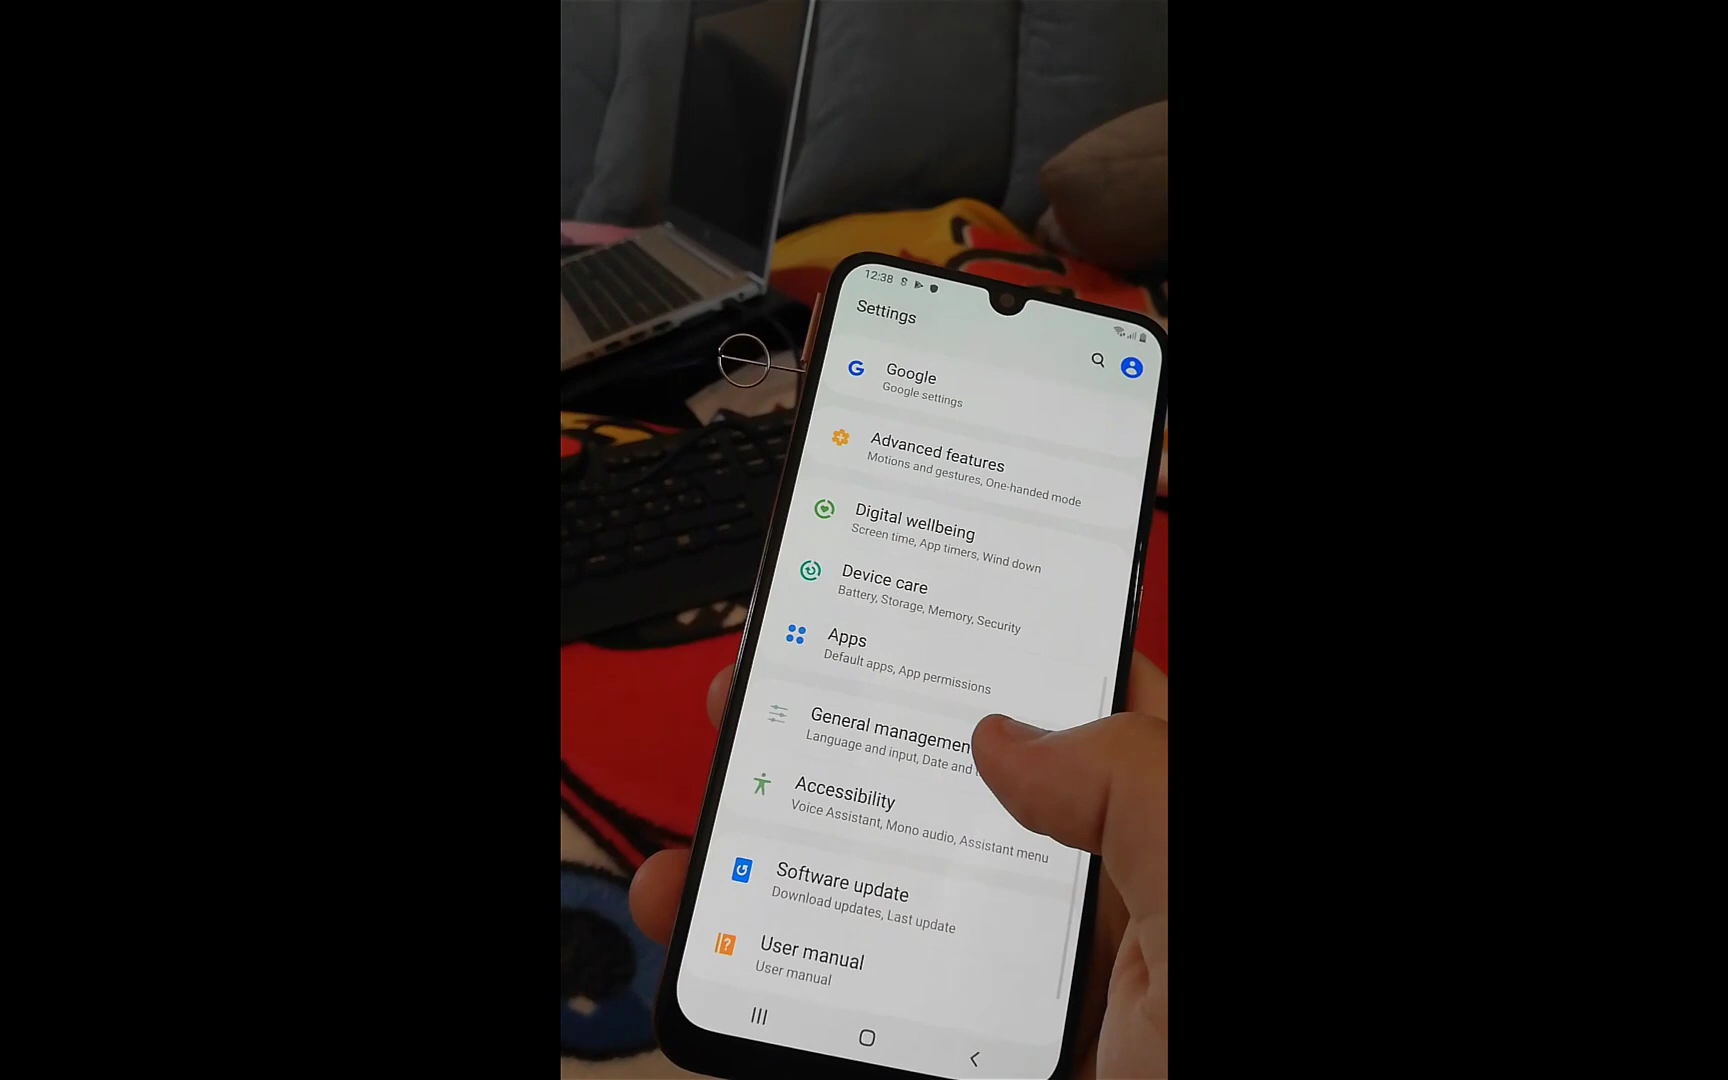 12:38
Settings
Google
Google settings
Advanced features
Motions and gestures, One-handed mode
Digital wellbeing
Screen time, App timers, Wind down
Device care
Battery, Storage, Memory, Security
Apps
Default apps, App permissions
General managemen
Language and input, Date and
Accessibility
Voice Assistant, Mono audio, Assistant menu
Software update
Download updates, Last update
User manual
User manual